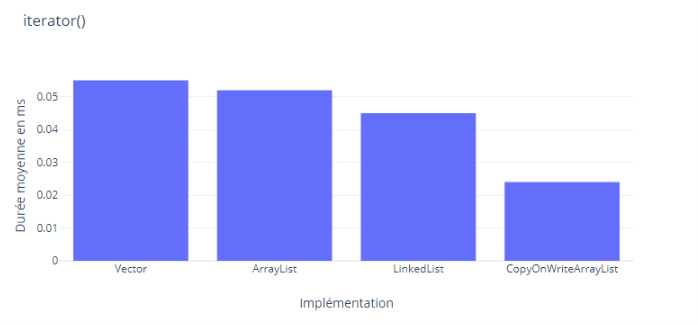 iterator()
Durée moyenne en ms
0.05
0.04
0.03
0.02
0.01
0
Vector
ArrayList
LinkedList
CopyOnWriteArrayList
Implémentation